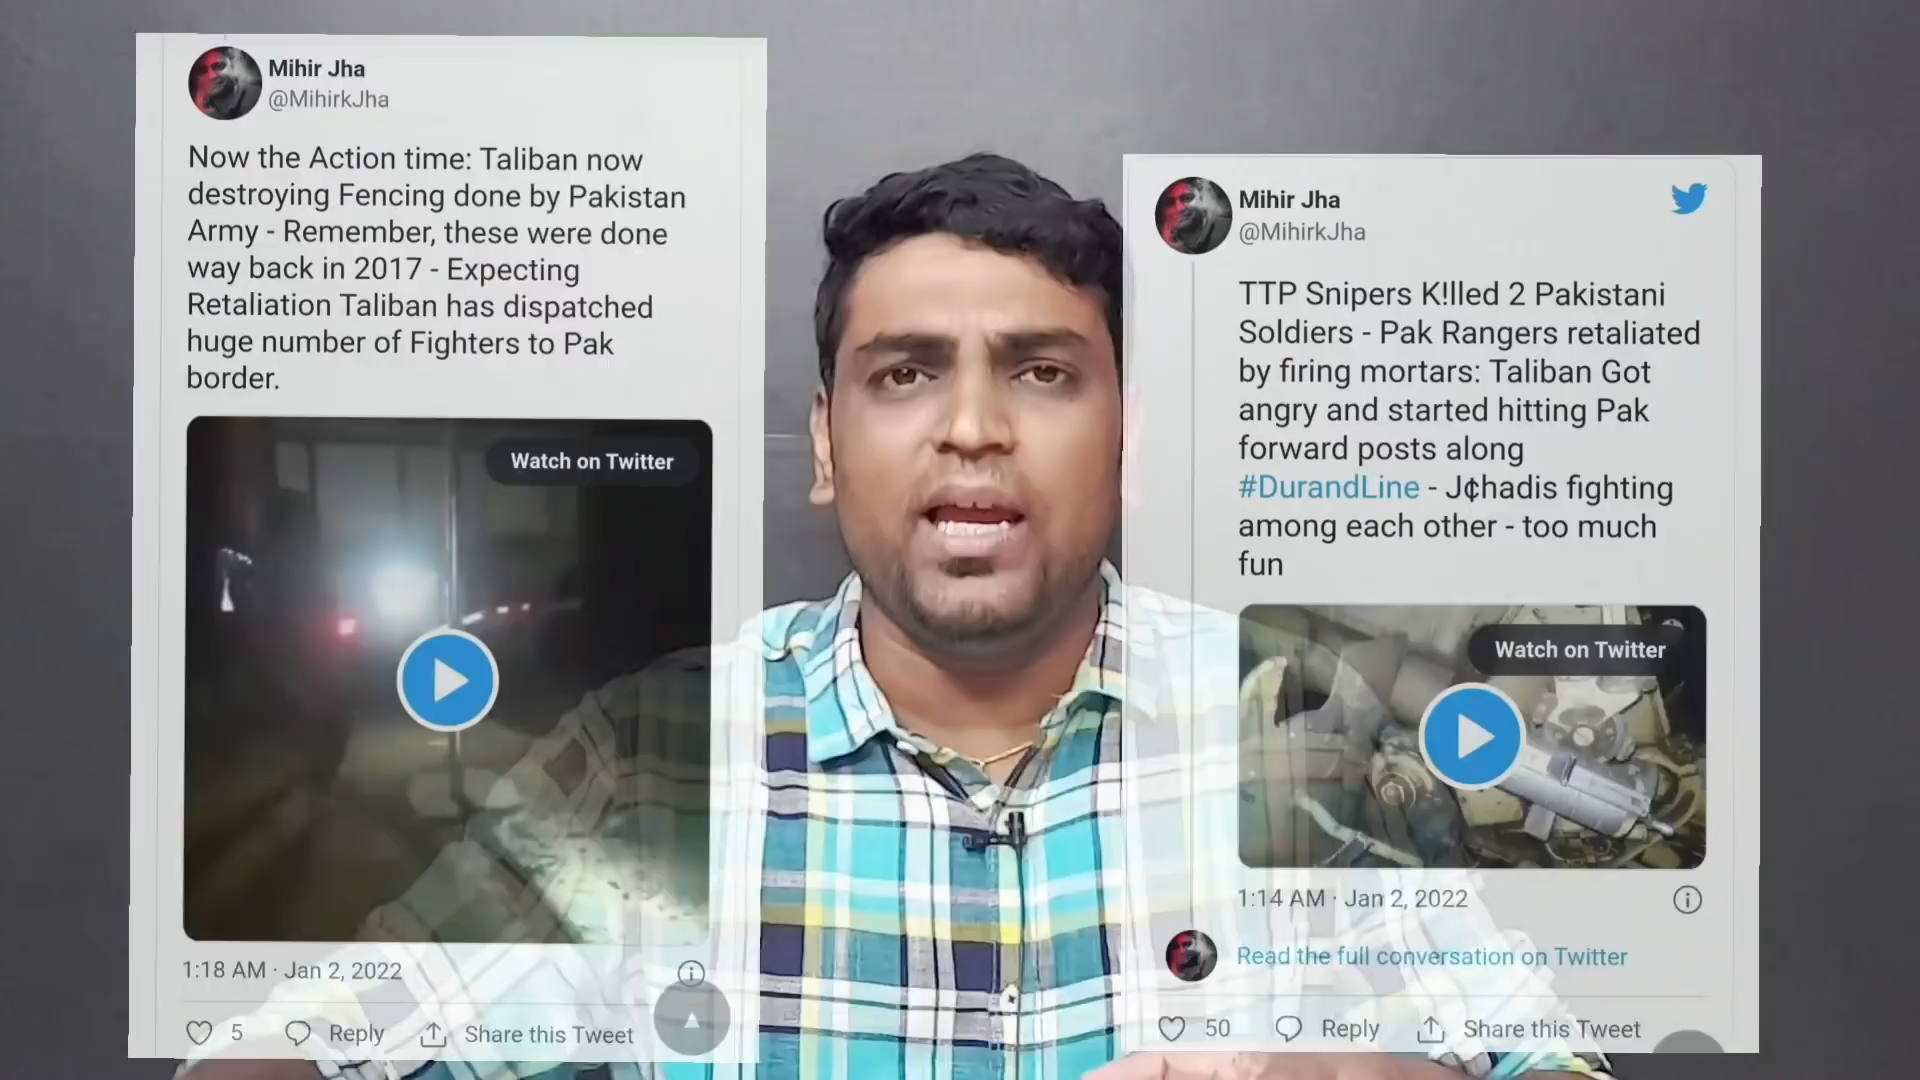 Mihir Jha
@MihirkJha
Now the Action time: Taliban now
destroying Fencing done by Pakistan
Army - Remember, these were done
way back in 2017 - Expecting
Retaliation Taliban has dispatched
huge number of Fighters to Pak
border.
Watch on Twitter
1:18 AM · Jan 2, 2022
5 Reply Share this Tweet
Mihir Jha
@MihirkJha
TTP Snipers K!lled 2 Pakistani
Soldiers - Pak Rangers retaliated
by firing mortars: Taliban Got
angry and started hitting Pak
forward posts along
#DurandLine - J¢hadis fighting
among each other - too much
fun
Watch on Twitter
1:14 AM · Jan 2, 2022
Read the full conversation on Twitter
50 Reply Share this Tweet